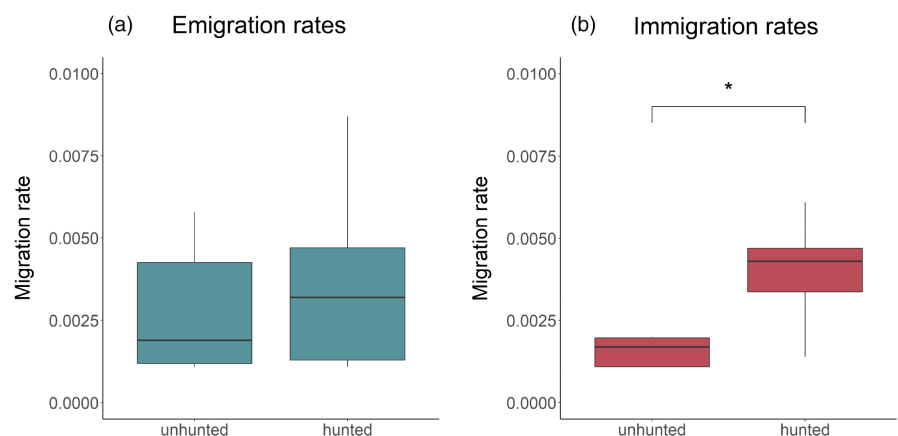 (a) Emigration rates
Migration rate
0.0100
0.0075
0.0050
0.0025
0.0000
unhunted hunted
(b) Immigration rates
Migration rate
0.0100
0.0075
0.0050
0.0025
0.0000
*
unhunted hunted